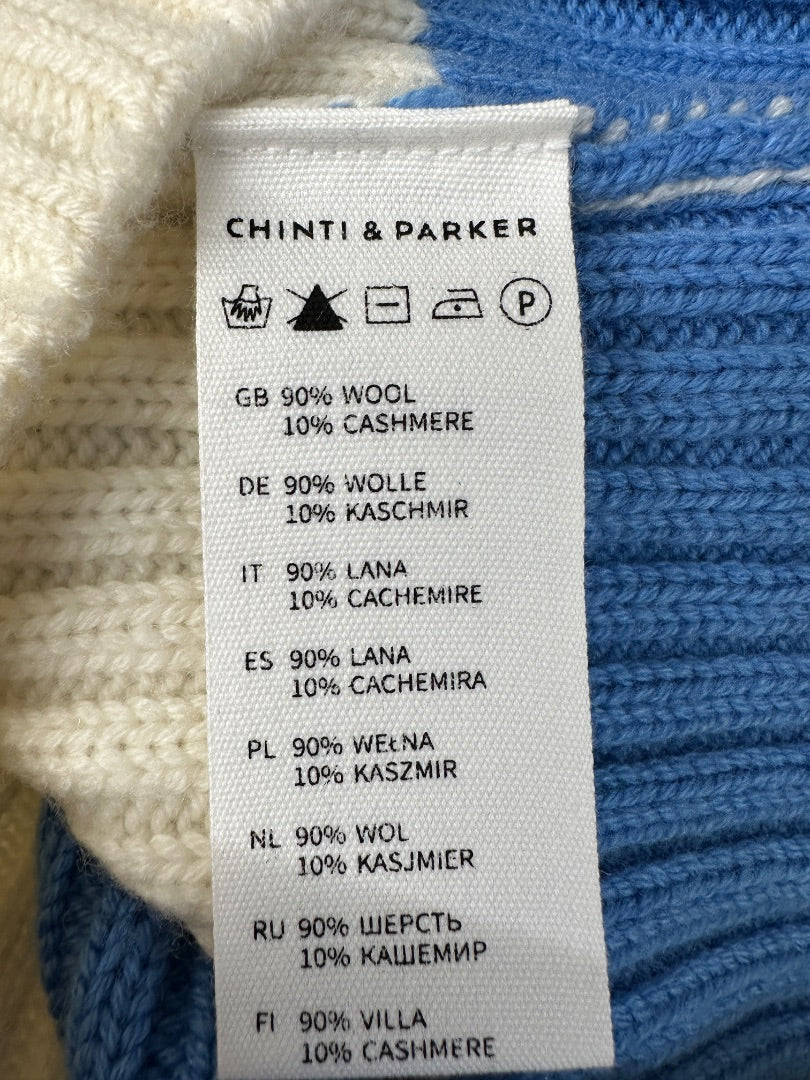 CHINTI & PARKER
P
GB 90% WOOL
10% CASHMERE
DE 90% WOLLE
10% KASCHMIR
IT 90% LANA
10% CACHEMIRE
ES 90% LANA
10% CACHEMIRA
PL 90% WEŁNA
10% KASZMIR
NL 90% WOL
10% KASJMIER
RU 90% ШЕРСТЬ
10% КАШЕМИР
FI 90% VILLA
10% CASHMERE